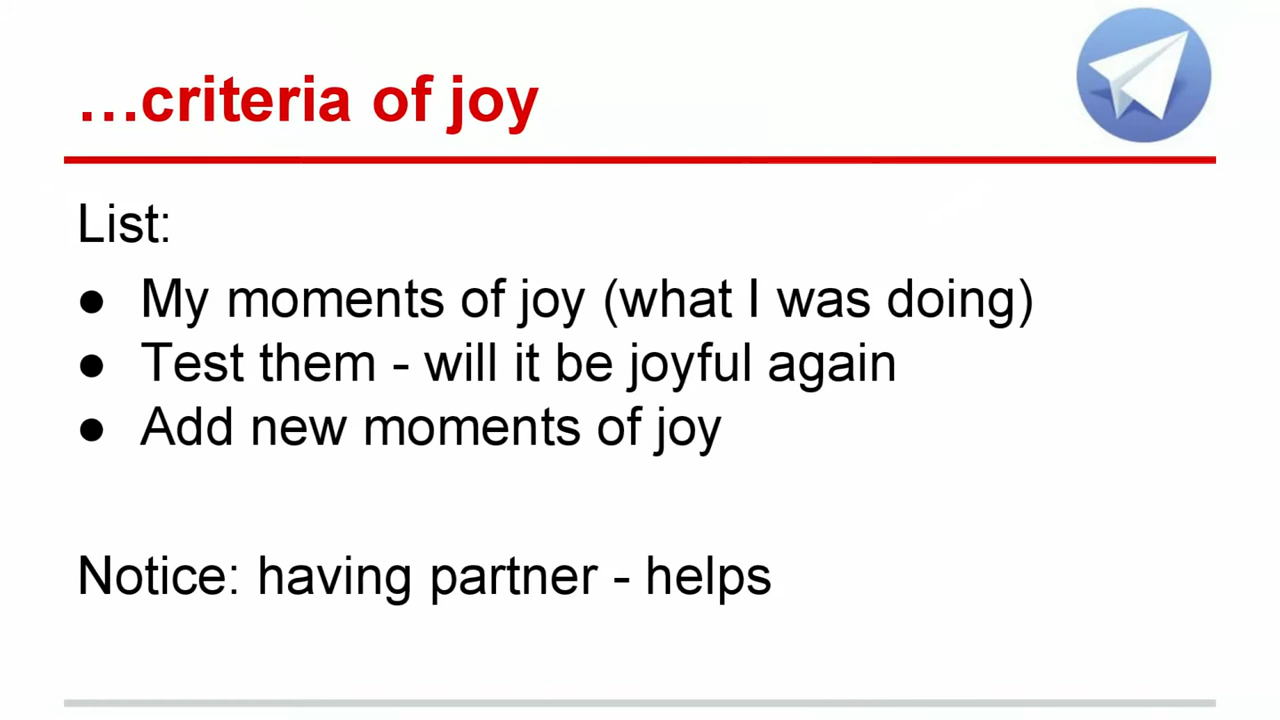 …criteria of joy
List:
● My moments of joy (what I was doing)
● Test them - will it be joyful again
● Add new moments of joy
Notice: having partner - helps